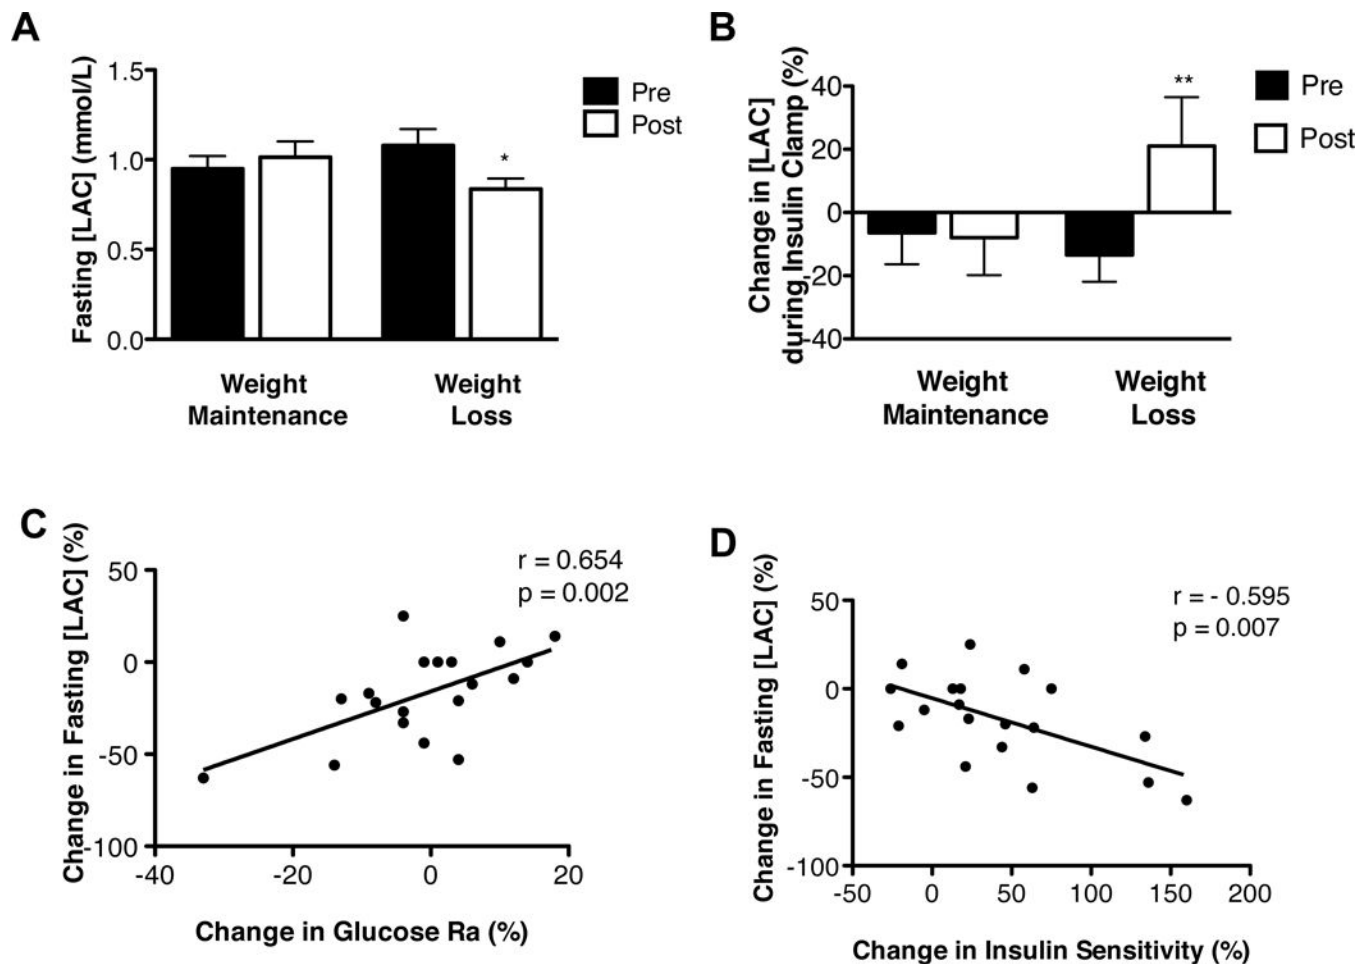 A
Fasting [LAC] (mmol/L)
1.5
1.0
0.5
0.0
*
Pre
Post
Weight
Maintenance
Weight
Loss
B
Change in [LAC]
during Insulin Clamp (%)
40
20
0
-20
-40
**
Pre
Post
Weight
Maintenance
Weight
Loss
C
Change in Fasting [LAC] (%)
50
0
-50
-100
r = 0.654
p = 0.002
-40
-20
0
20
Change in Glucose Ra (%)
D
Change in Fasting [LAC] (%)
50
0
-50
-100
r = - 0.595
p = 0.007
-50
0
50
100
150
200
Change in Insulin Sensitivity (%)